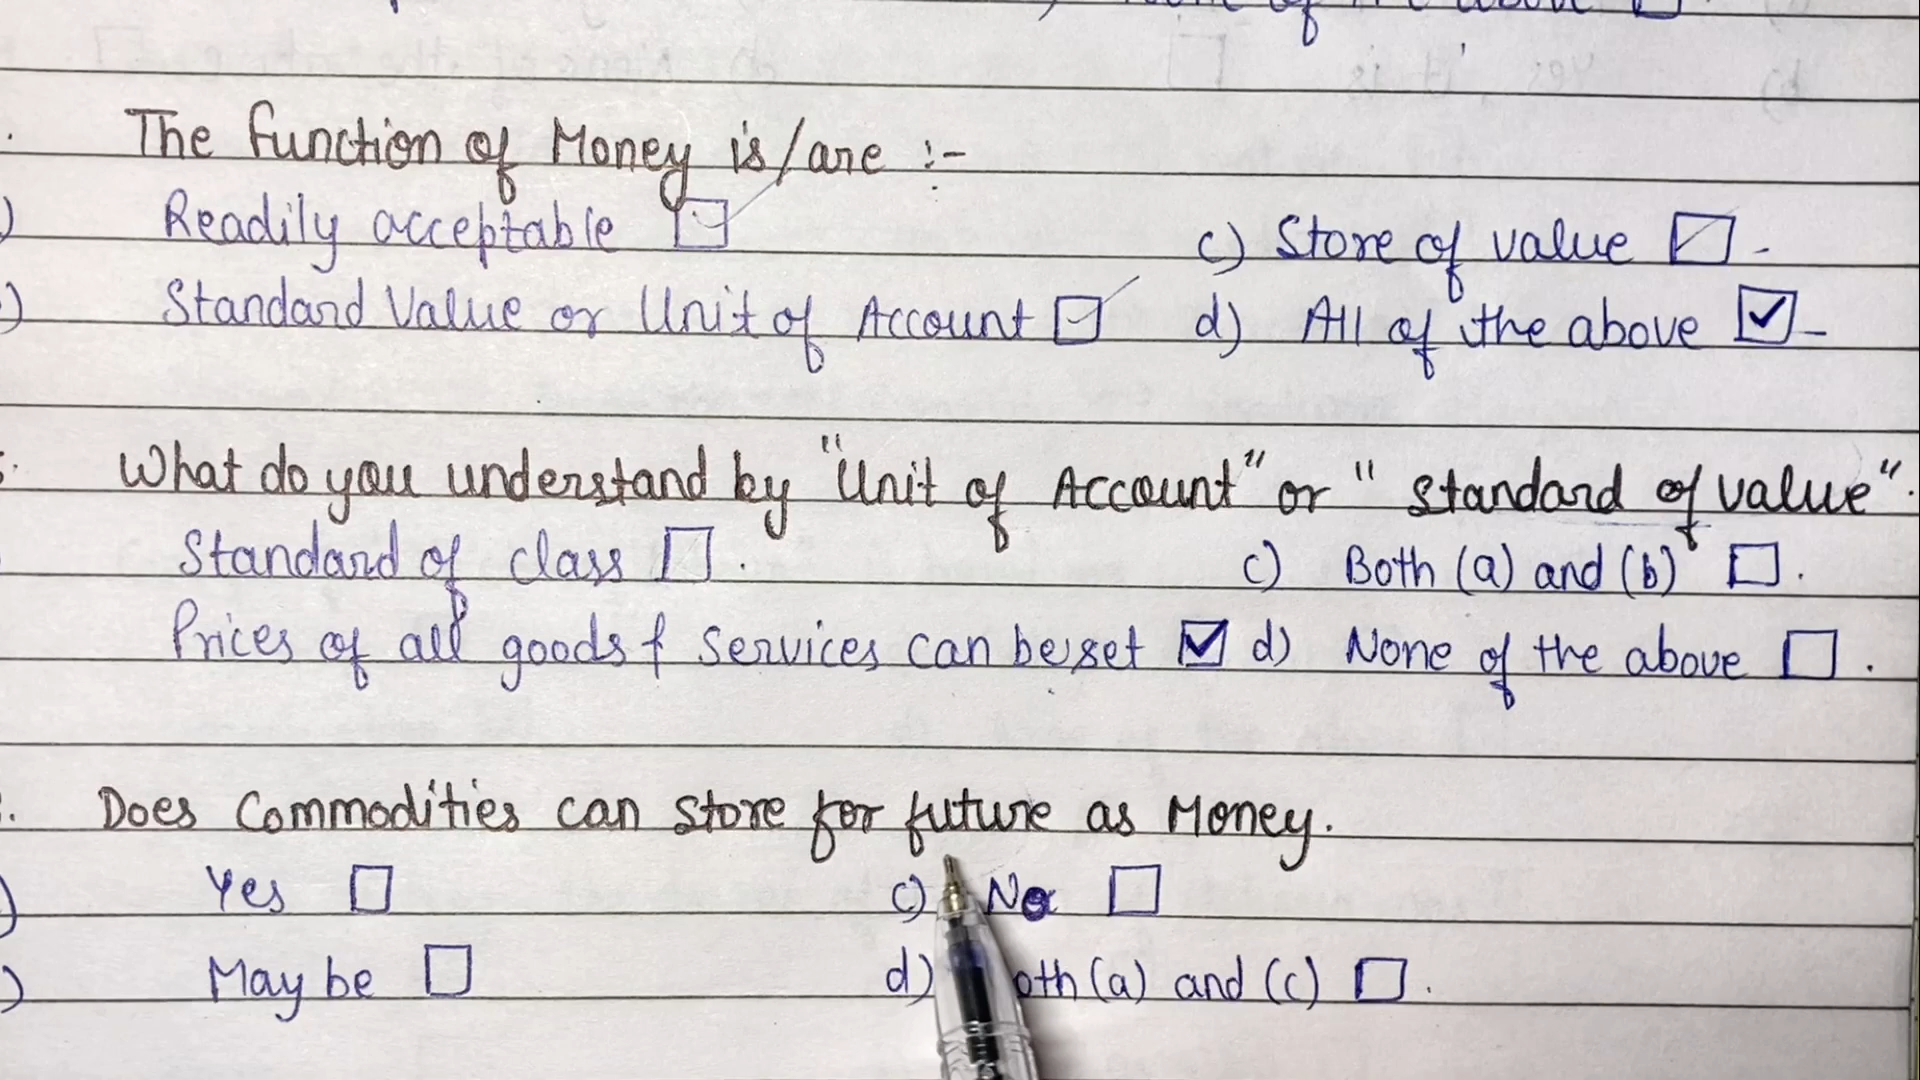 of the above
The function of Money is/are :-
Readily acceptable
c) Store of value -
Standard Value or Unit of Account
d) All of the above -
What do you understand by "Unit of Account" or "Standard of value".
Standard of class .
c) Both (a) and (b) .
Prices of all goods & services can be set
d) None of the above .
Does Commodities can store for future as Money.
Yes
c) No
May be
d) oth (a) and (c) .